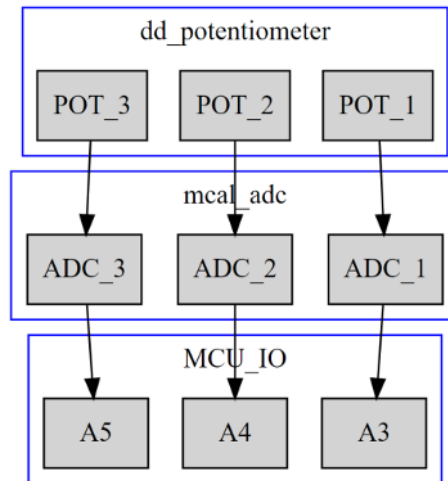 dd_potentiometer
POT_3 POT_2 POT_1
mcal_adc
ADC_3 ADC_2 ADC_1
MCU_IO
A5 A4 A3